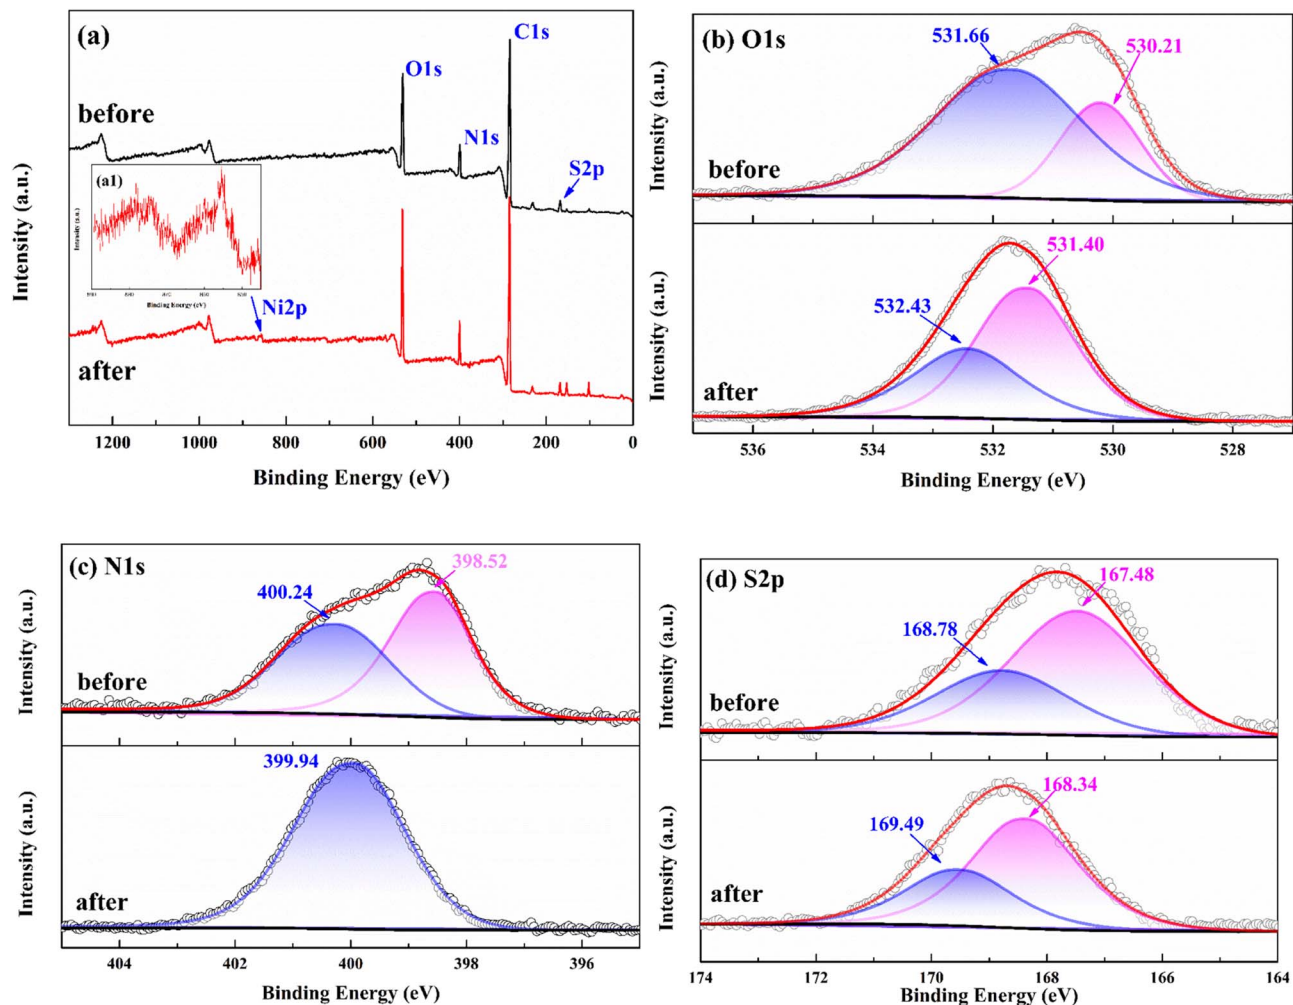 (a)
C1s
O1s
before
N1s
S2p
(a1)
Intensity (a.u.)
Binding Energy (eV)
Ni2p
after
Intensity (a.u.)
1200 1000 800 600 400 200 0
Binding Energy (eV)
(b) O1s
531.66
530.21
before
Intensity (a.u.)
531.40
532.43
after
Intensity (a.u.)
536 534 532 530 528
Binding Energy (eV)
(c) N1s
398.52
400.24
before
Intensity (a.u.)
399.94
after
Intensity (a.u.)
404 402 400 398 396
Binding Energy (eV)
(d) S2p
167.48
168.78
before
Intensity (a.u.)
168.34
169.49
after
Intensity (a.u.)
174 172 170 168 166 164
Binding Energy (eV)